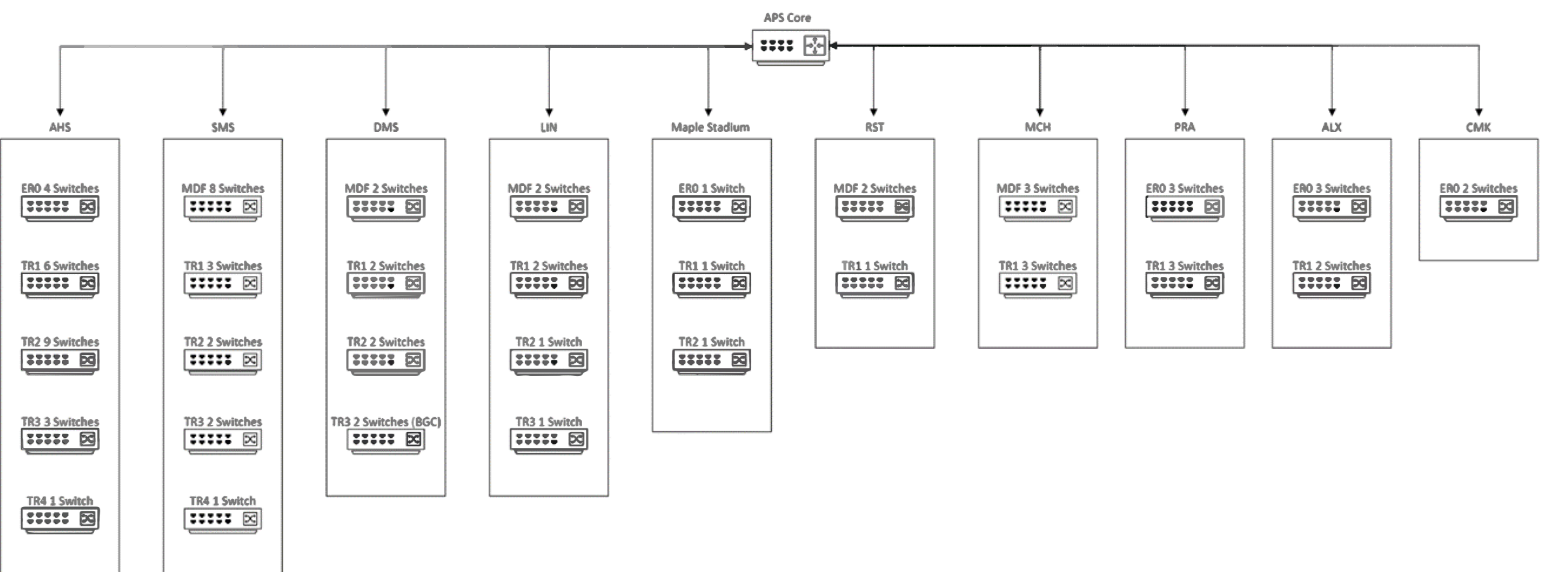 APS Core
AHS
SMS
DMS
LIN
Maple Stadium
RST
MCH
PRA
ALX
CMK
ER0 4 Switches
MDF 8 Switches
MDF 2 Switches
MDF 2 Switches
ER0 1 Switch
MDF 2 Switches
MDF 3 Switches
ER0 3 Switches
ER0 3 Switches
ER0 2 Switches
TR1 6 Switches
TR1 3 Switches
TR1 2 Switches
TR1 2 Switches
TR1 1 Switch
TR1 1 Switch
TR1 3 Switches
TR1 3 Switches
TR1 2 Switches
TR2 9 Switches
TR2 2 Switches
TR2 2 Switches
TR2 1 Switch
TR2 1 Switch
TR3 3 Switches
TR3 2 Switches
TR3 2 Switches (BGC)
TR3 1 Switch
TR4 1 Switch
TR4 1 Switch